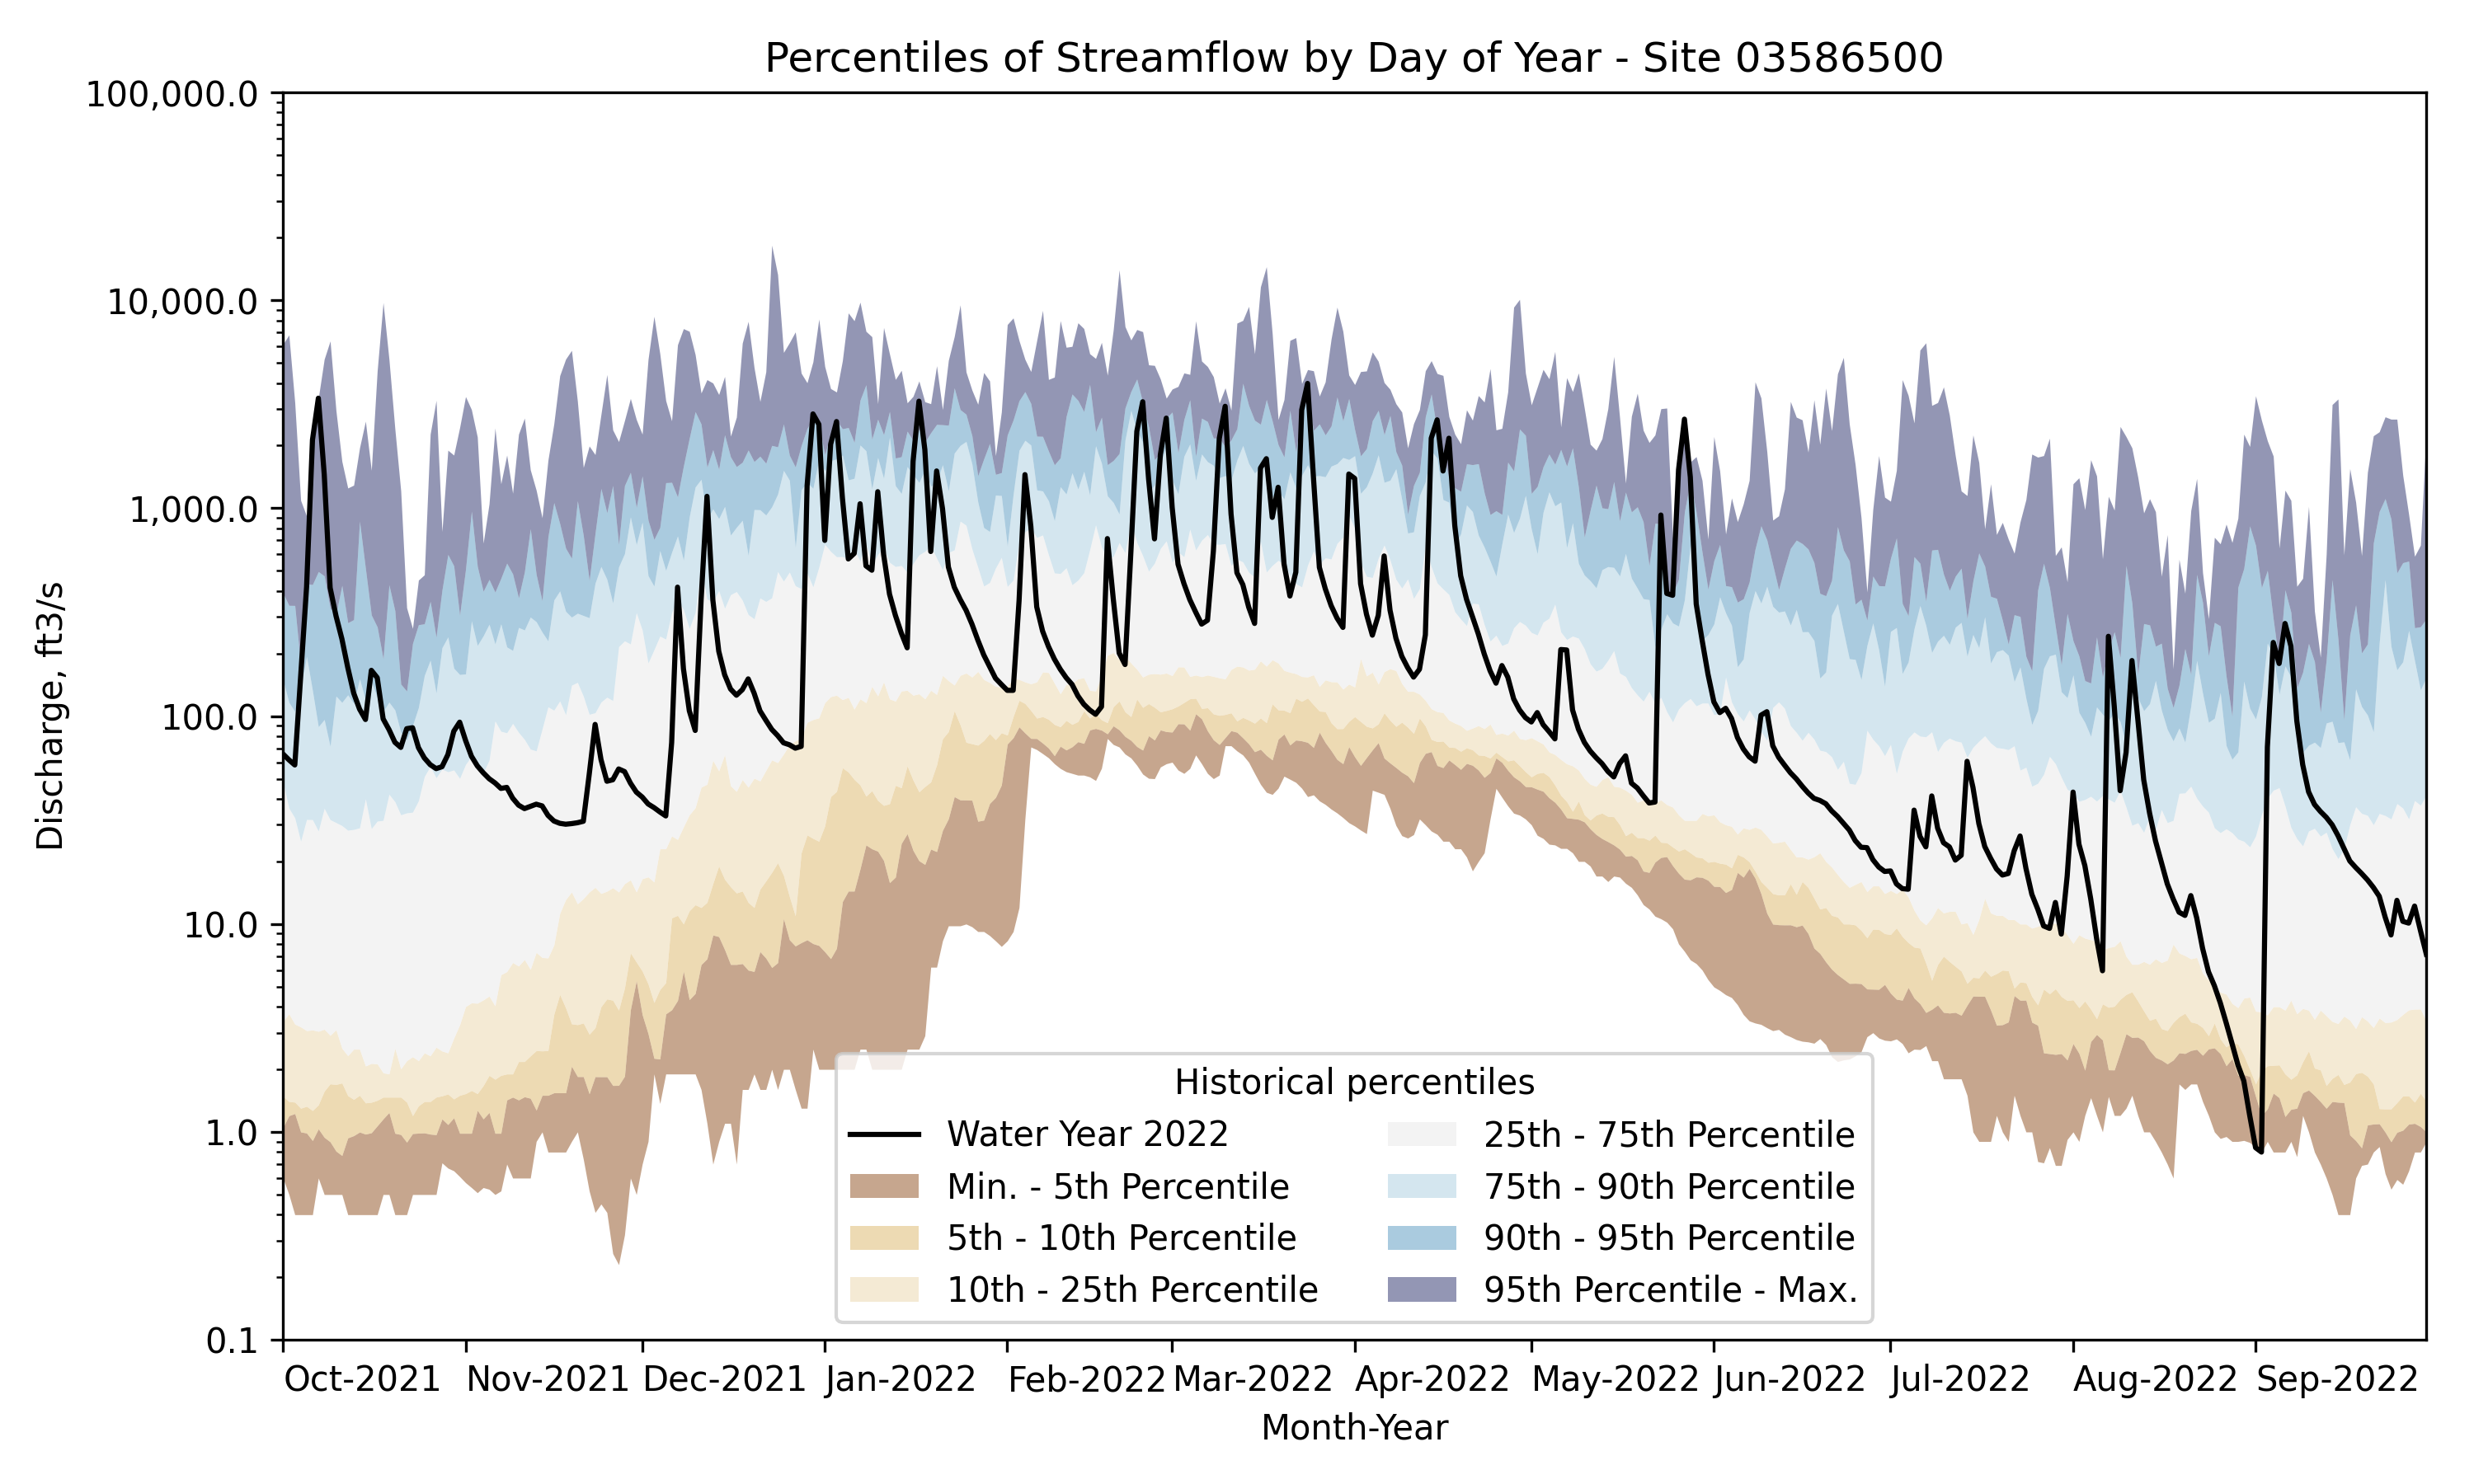 Percentiles of Streamflow by Day of Year - Site 03586500
100,000.0
10,000.0
1,000.0
100.0
10.0
1.0
0.1
Discharge, ft3/s
Historical percentiles
Water Year 2022
Min. - 5th Percentile
5th - 10th Percentile
10th - 25th Percentile
25th - 75th Percentile
75th - 90th Percentile
90th - 95th Percentile
95th Percentile - Max.
Oct-2021 Nov-2021 Dec-2021 Jan-2022 Feb-2022 Mar-2022 Apr-2022 May-2022 Jun-2022 Jul-2022 Aug-2022 Sep-2022
Month-Year